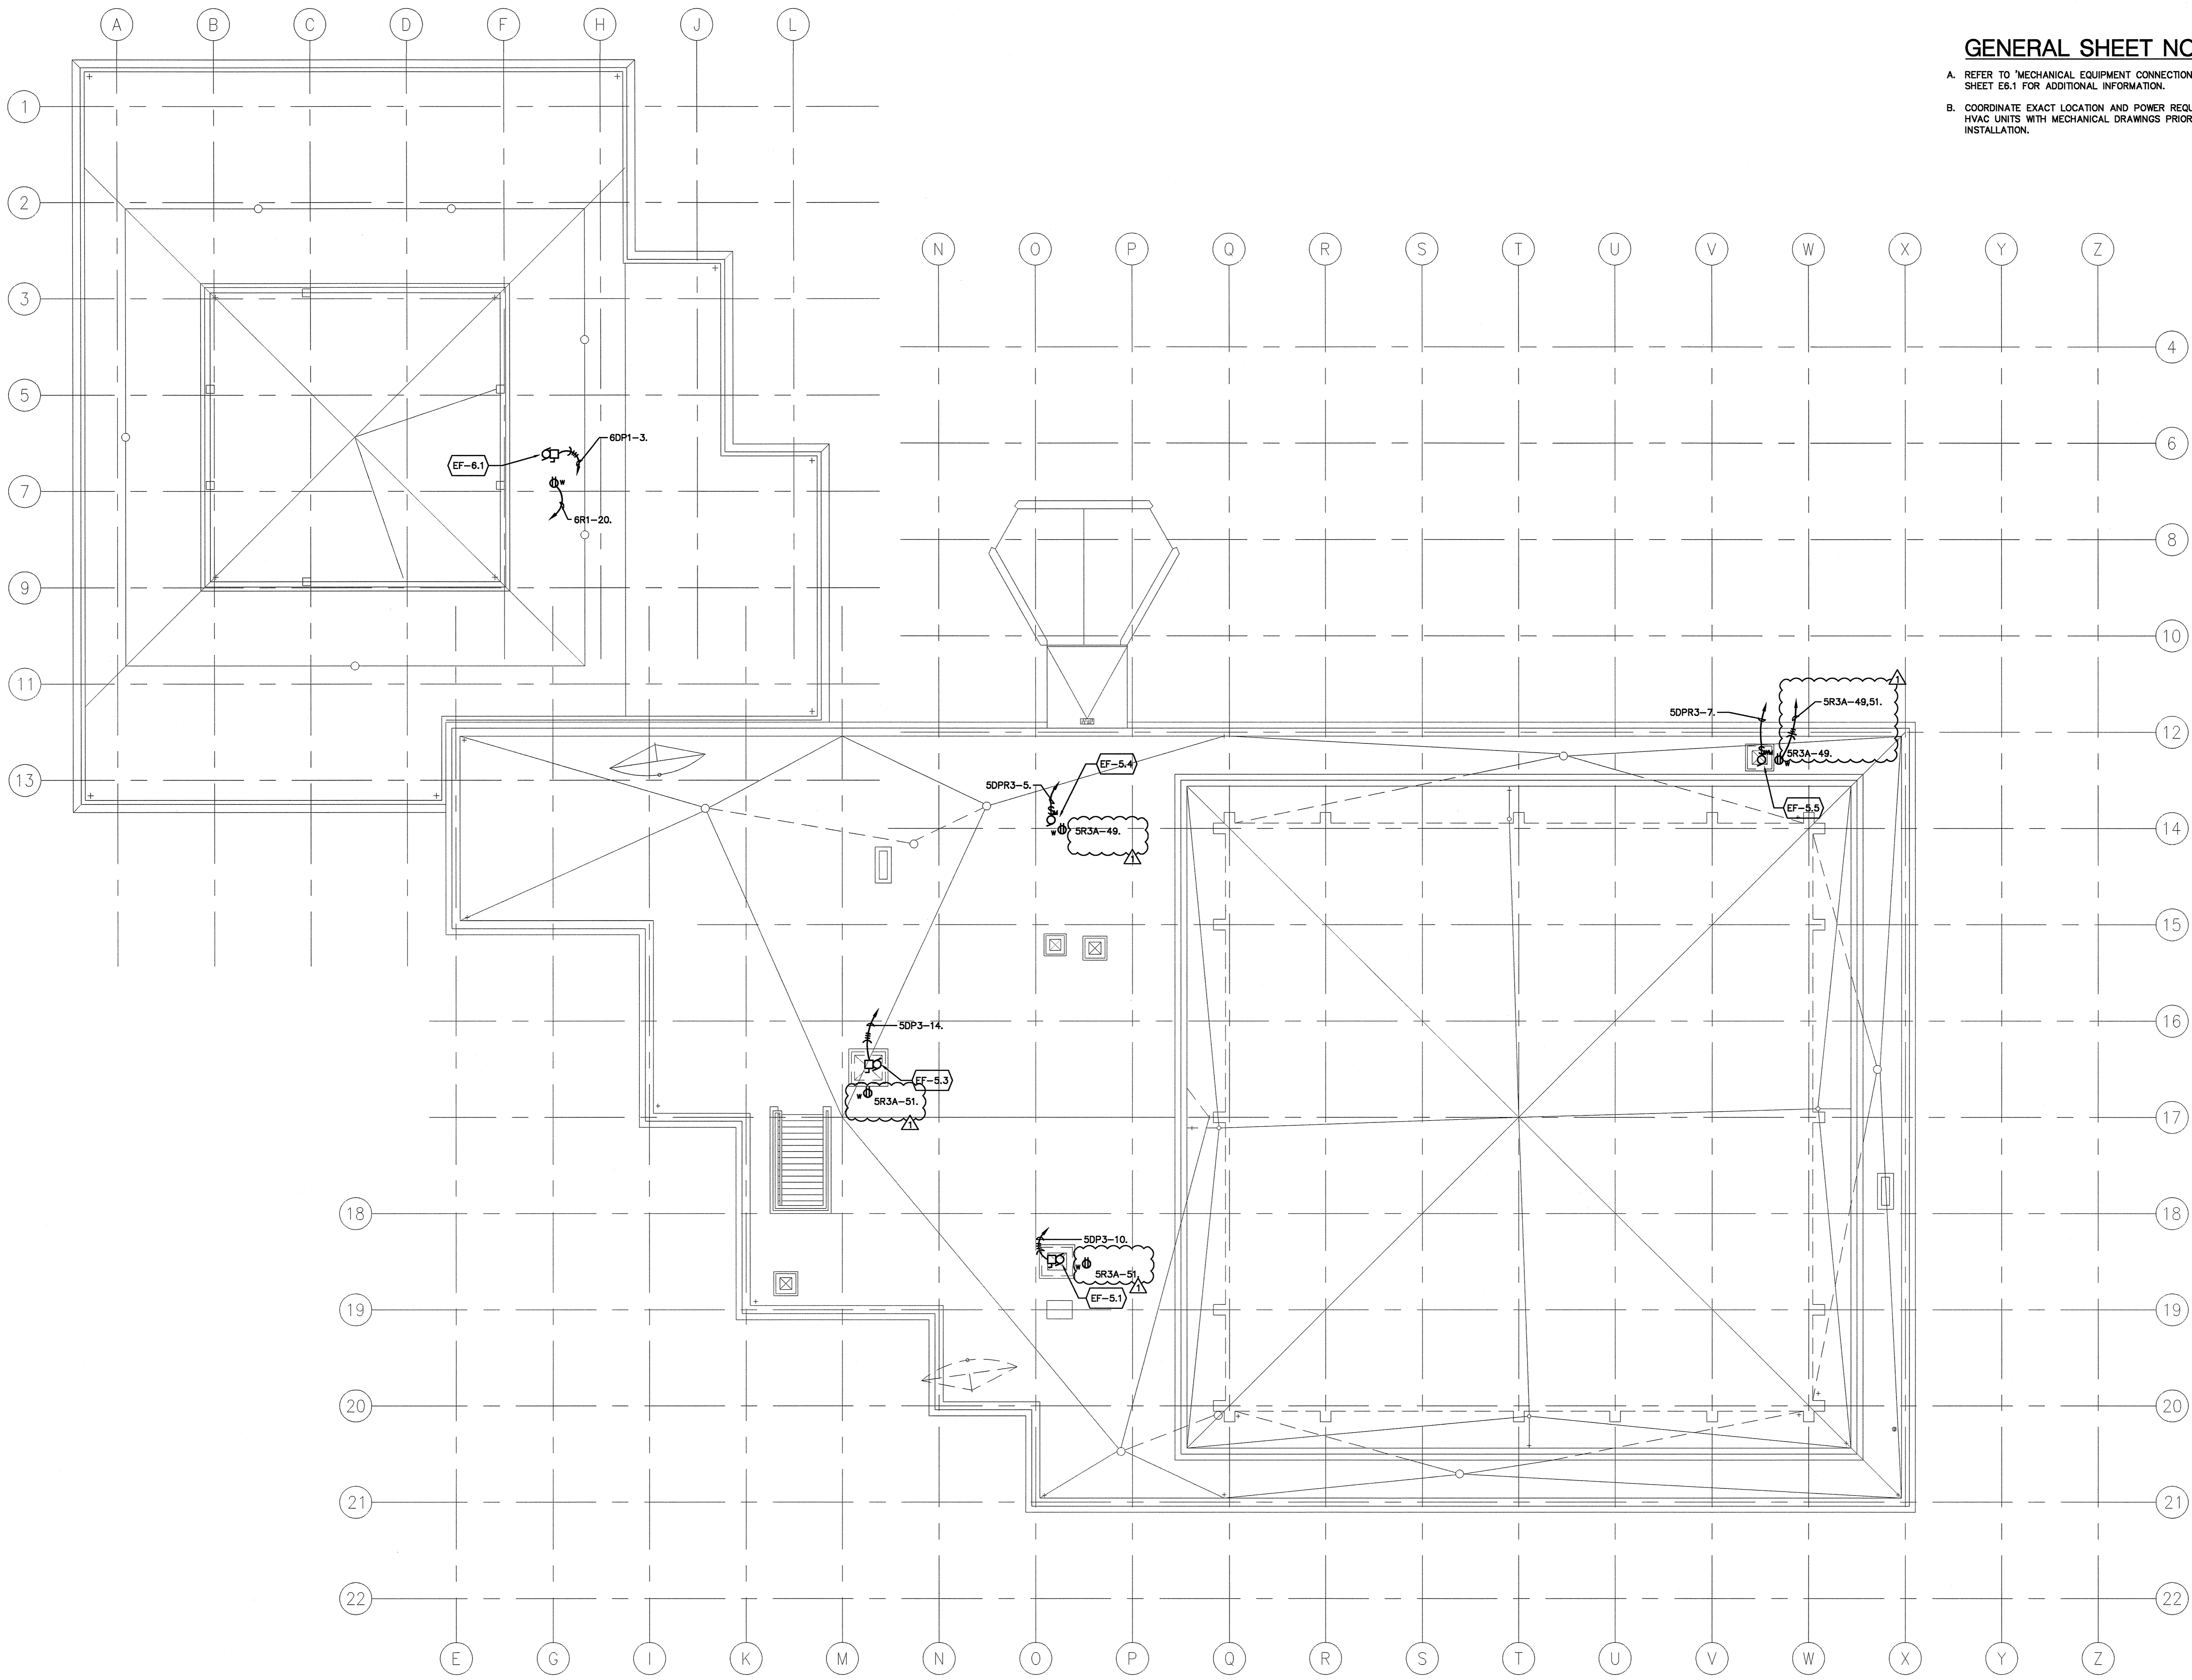 A
B
C
D
F
H
J
L
GENERAL SHEET NO
A. REFER TO 'MECHANICAL EQUIPMENT CONNECTION
SHEET E6.1 FOR ADDITIONAL INFORMATION.
B. COORDINATE EXACT LOCATION AND POWER REQU
HVAC UNITS WITH MECHANICAL DRAWINGS PRIOR
INSTALLATION.
1
2
N
O
P
Q
R
S
T
U
V
W
X
Y
Z
3
4
5
6DP1-3.
6
EF-6.1
W
7
6R1-20.
8
9
10
11
1
5R3A-49,51.
5DPR3-7.
12
5R3A-49.
W
13
EF-5.4
5DPR3-5.
EF-5.5
W
5R3A-49.
14
1
15
16
5DP3-14.
EF-5.3
W
5R3A-51.
1
17
18
18
5DP3-10.
W
5R3A-51.
1
EF-5.1
19
19
20
20
21
21
22
22
E
G
I
K
M
N
O
P
Q
R
S
T
U
V
W
X
Y
Z